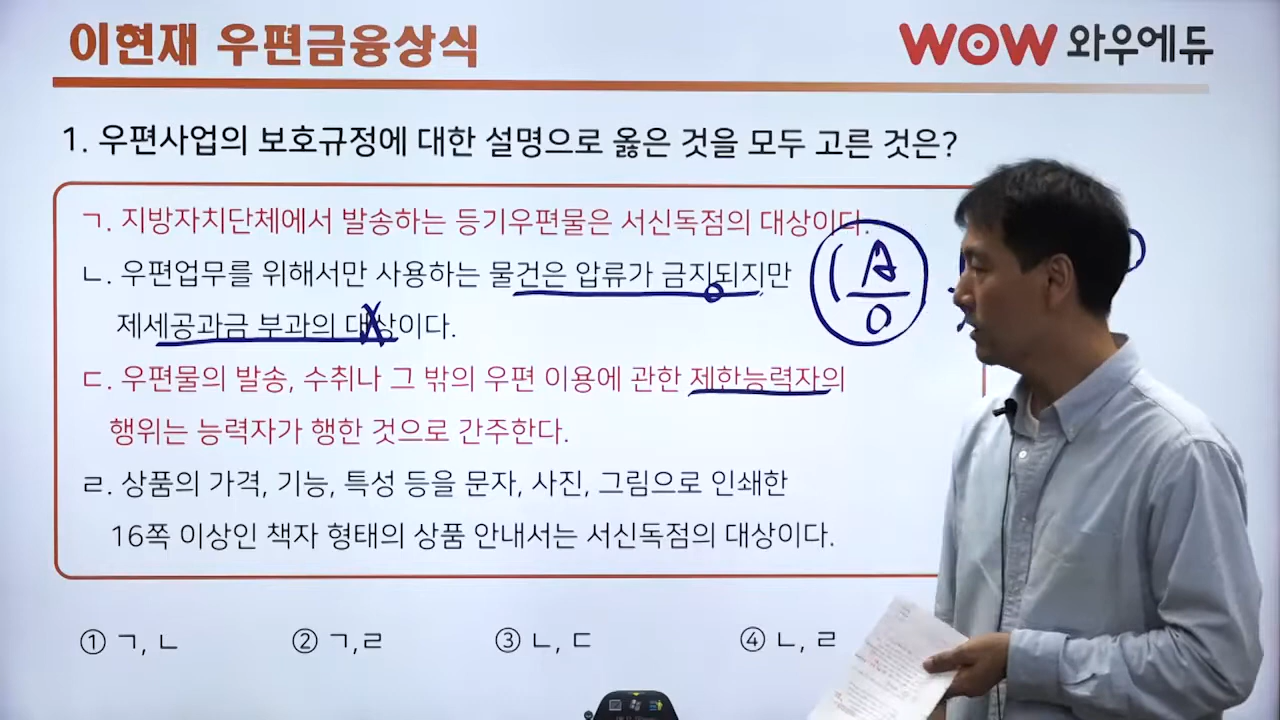 이현재 우편금융상식
WOW 와우에듀
1. 우편사업의 보호규정에 대한 설명으로 옳은 것을 모두 고른 것은?
ㄱ. 지방자치단체에서 발송하는 등기우편물은 서신독점의 대상이다.
ㄴ. 우편업무를 위해서만 사용하는 물건은 압류가 금지되지만
제세공과금 부과의 대상이다.
X
A
O
ㄷ. 우편물의 발송, 수취나 그 밖의 우편 이용에 관한 제한능력자의
행위는 능력자가 행한 것으로 간주한다.
ㄹ. 상품의 가격, 기능, 특성 등을 문자, 사진, 그림으로 인쇄한
16쪽 이상인 책자 형태의 상품 안내서는 서신독점의 대상이다.
① ㄱ, ㄴ ② ㄱ,ㄹ ③ ㄴ, ㄷ ④ ㄴ, ㄹ